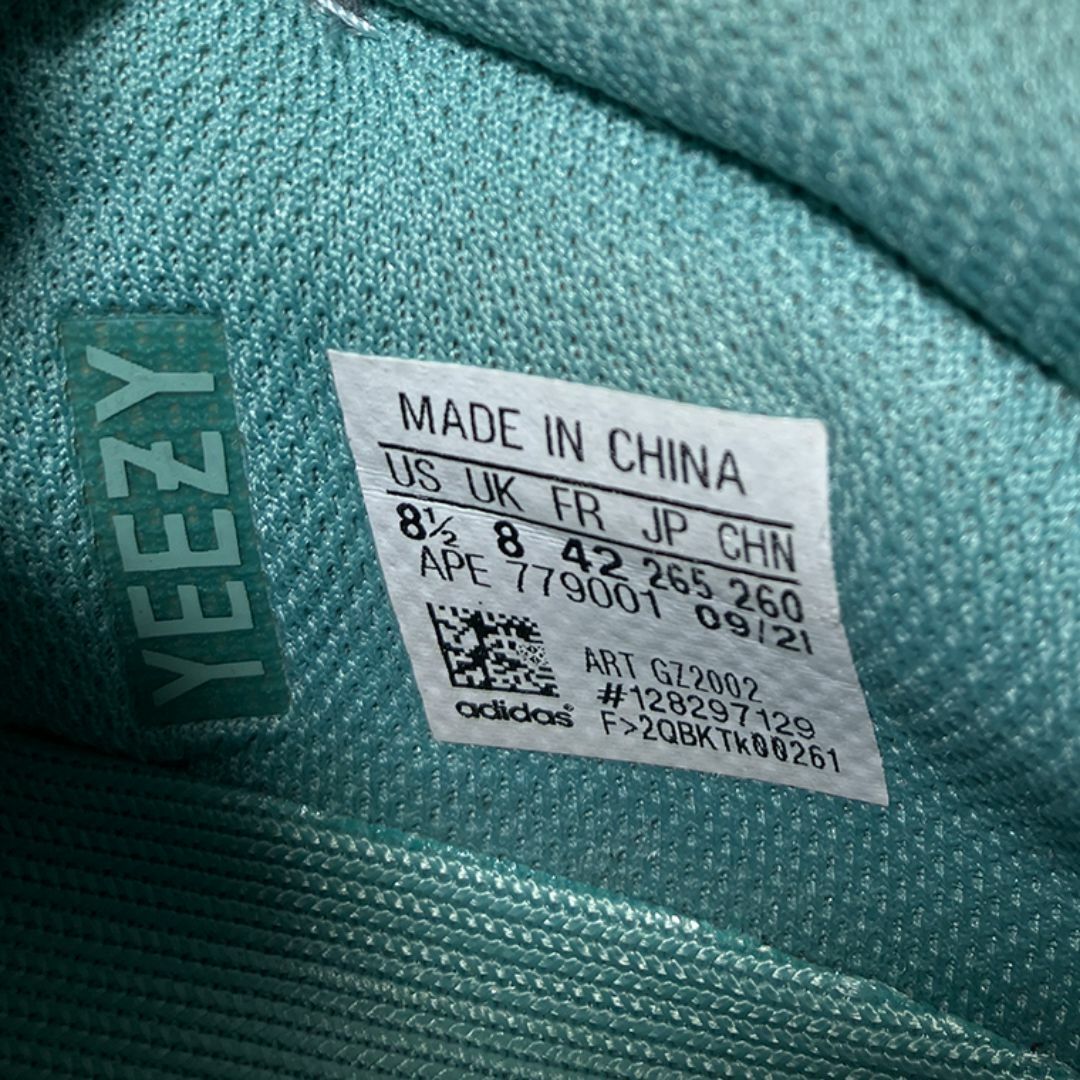 YEEZY
MADE IN CHINA
US UK FR JP CHN
8½ 8 42 265 260
APE 779001 09/21
ART GZ2002
#128297129
F>2QBKTk00261
adidas®